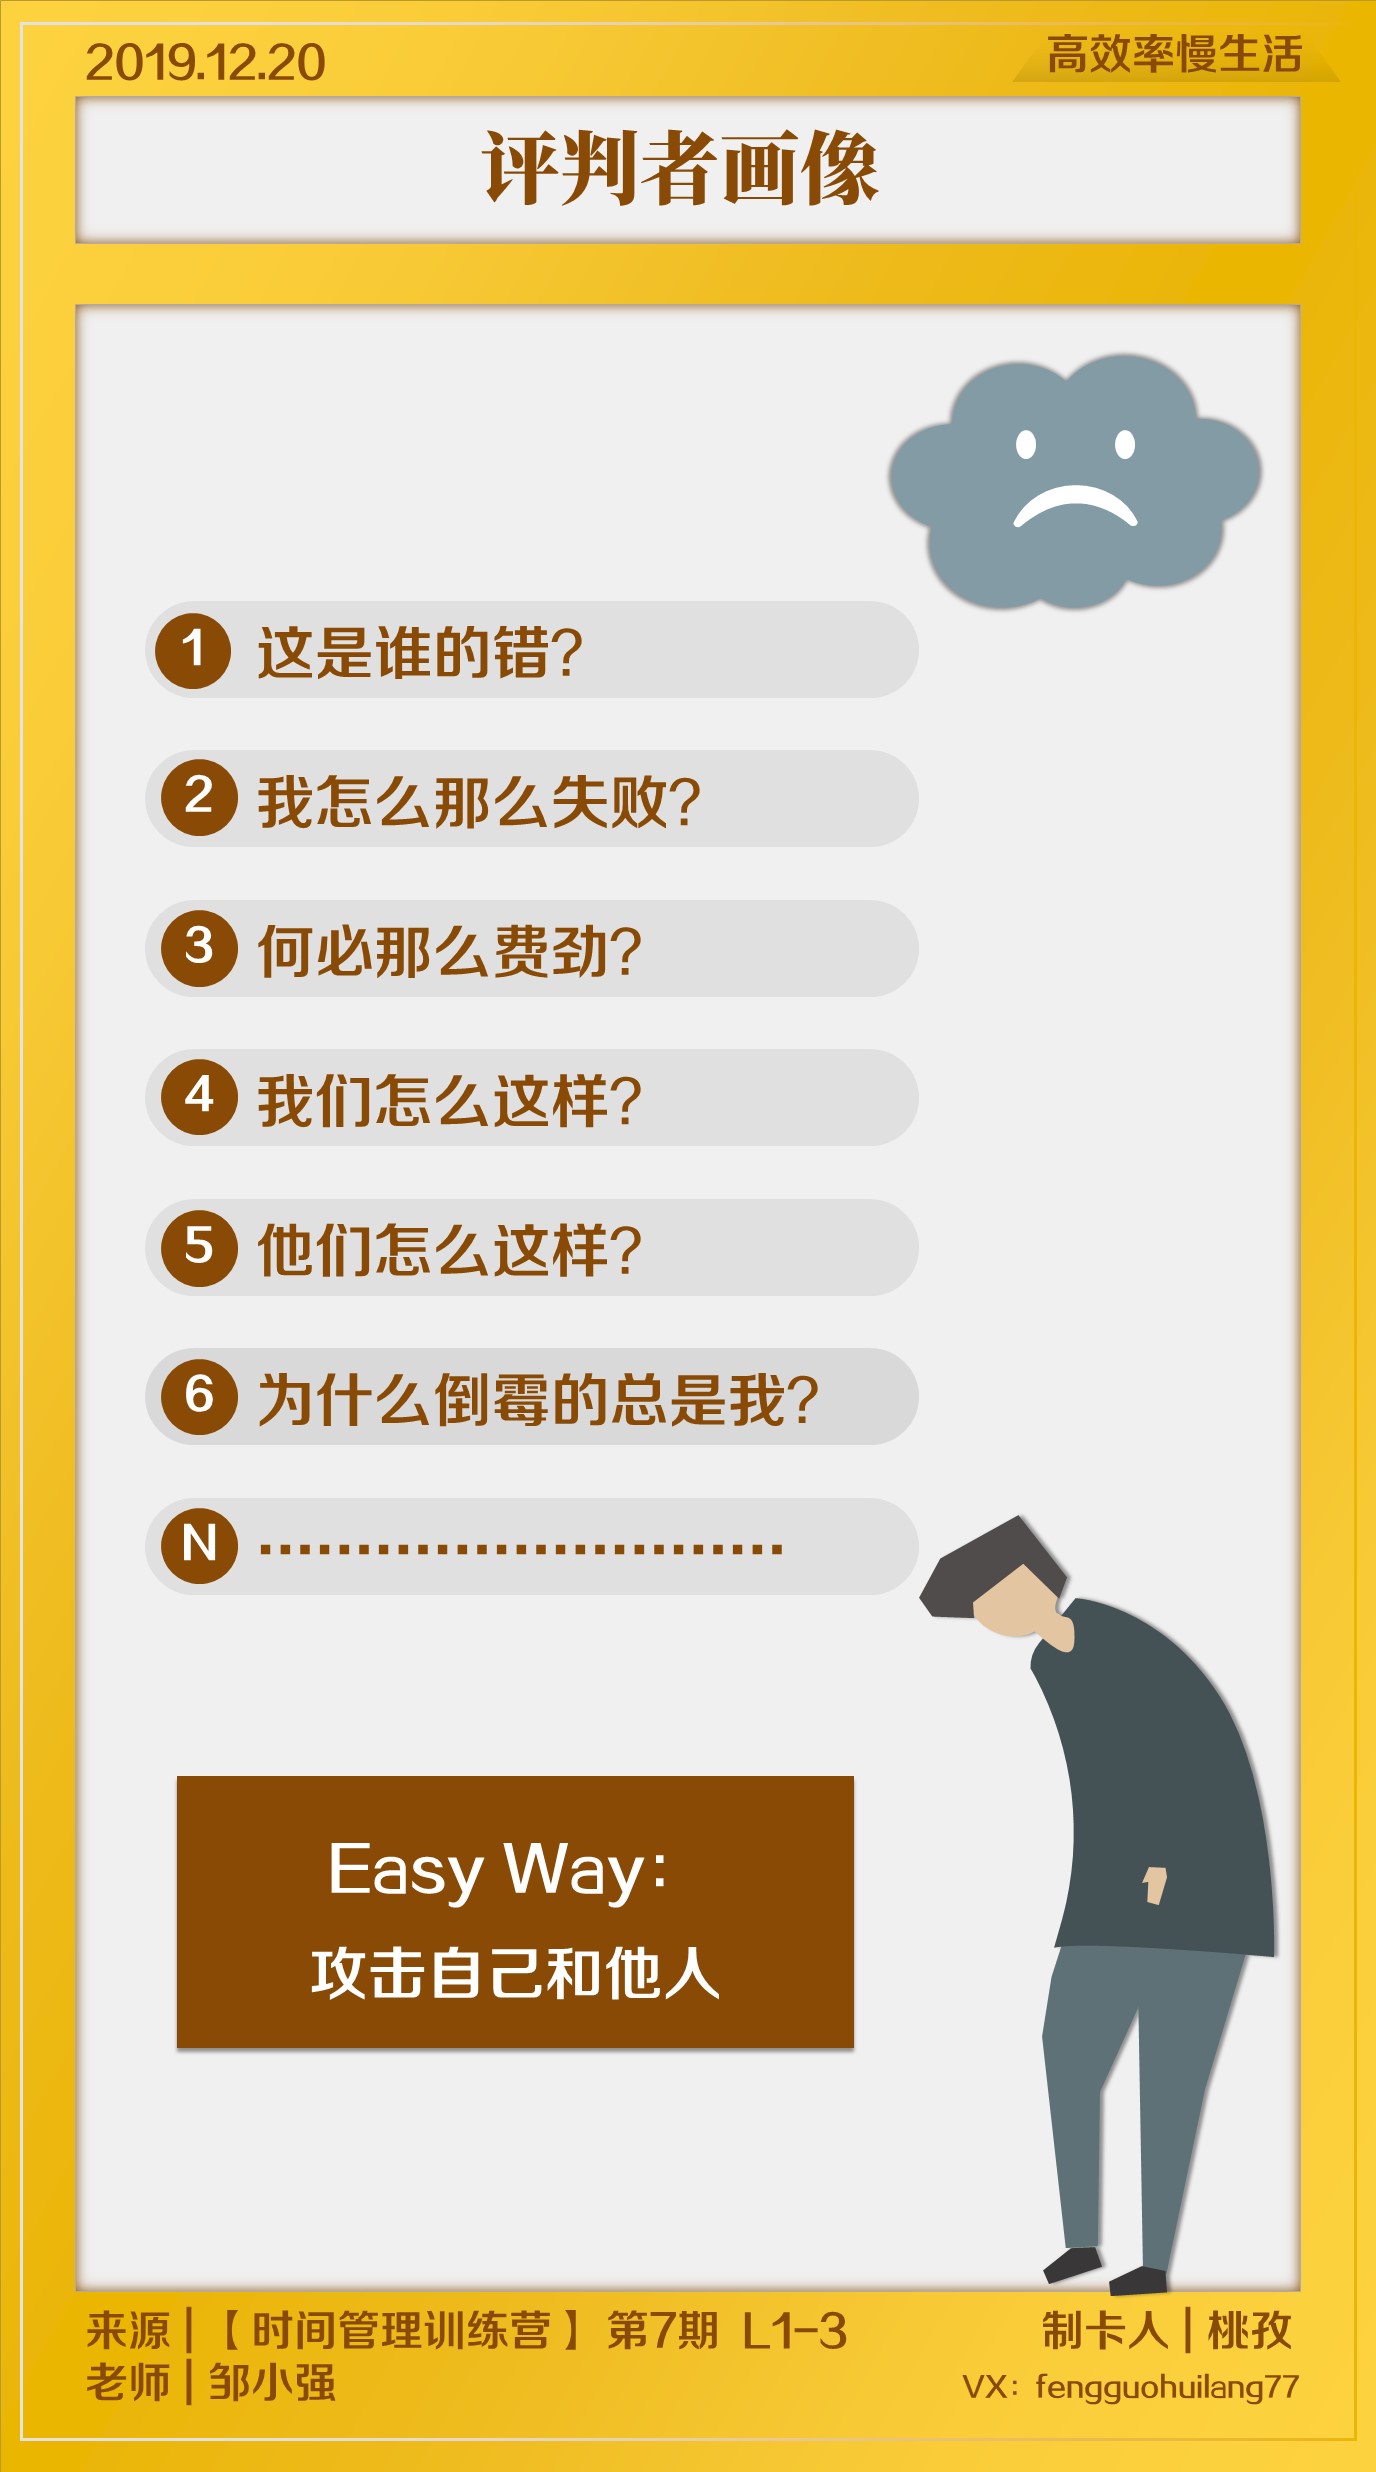 2019.12.20
高效率慢生活
评判者画像
1 这是谁的错?
2 我怎么那么失败?
3 何必那么费劲?
4 我们怎么这样?
5 他们怎么这样?
6 为什么倒霉的总是我?
N ...........................
Easy Way:
攻击自己和他人
来源|【时间管理训练营】第7期 L1-3
老师|邹小强
制卡人|桃孜
VX: fengguohuilang77